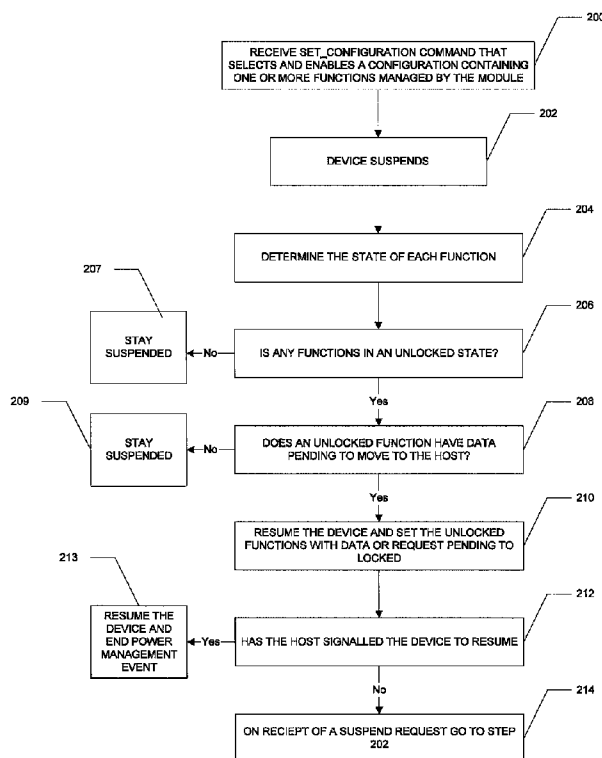 200
RECEIVE SET_CONFIGURATION COMMAND THAT
SELECTS AND ENABLES A CONFIGURATION CONTAINING
ONE OR MORE FUNCTIONS MANAGED BY THE MODULE
202
DEVICE SUSPENDS
204
DETERMINE THE STATE OF EACH FUNCTION
207
206
STAY
SUSPENDED
No
IS ANY FUNCTIONS IN AN UNLOCKED STATE?
Yes
209
208
STAY
SUSPENDED
No
DOES AN UNLOCKED FUNCTION HAVE DATA
PENDING TO MOVE TO THE HOST?
Yes
210
RESUME THE DEVICE AND SET THE UNLOCKED
FUNCTIONS WITH DATA OR REQUEST PENDING TO
LOCKED
213
212
RESUME THE
DEVICE AND
END POWER
MANAGEMENT
EVENT
Yes
HAS THE HOST SIGNALLED THE DEVICE TO RESUME
No
214
ON RECIEPT OF A SUSPEND REQUEST GO TO STEP
202